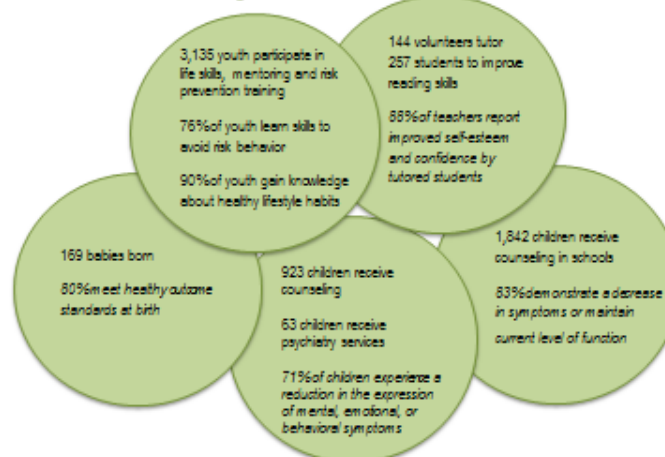 3,135 youth participate in
life skills, mentoring and risk
prevention training
76% of youth learn skills to
avoid risk behavior
90% of youth gain knowledge
about healthy lifestyle habits
144 volunteers tutor
257 students to improve
reading skills
88% of teachers report
improved self-esteem
and confidence by
tutored students
169 babies born
80% meet healthy outcome
standards at birth
923 children receive
counseling
63 children receive
psychiatry services
71% of children experience a
reduction in the expression
of mental, emotional, or
behavioral symptoms
1,842 children receive
counseling in schools
83% demonstrate a decrease
in symptoms or maintain
current level of function